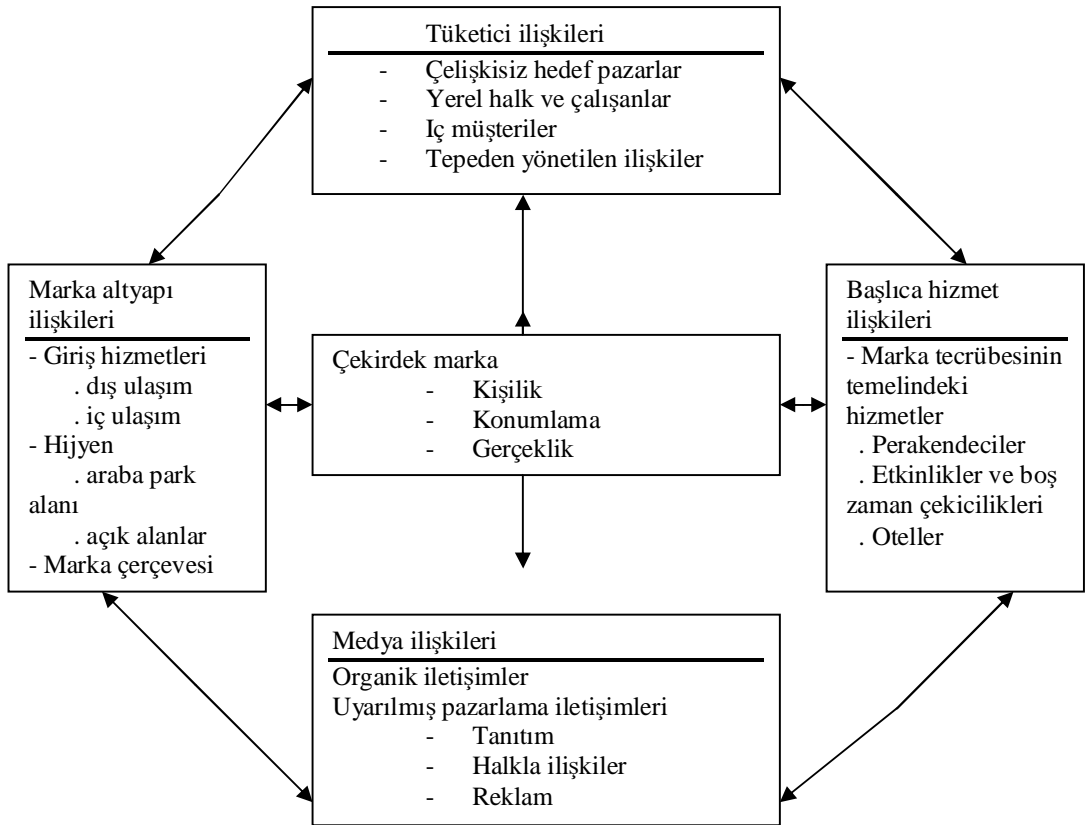 Tüketici ilişkileri
- Çelişkisiz hedef pazarlar
- Yerel halk ve çalışanlar
- Iç müşteriler
- Tepeden yönetilen ilişkiler
Marka altyapı
ilişkileri
- Giriş hizmetleri
. dış ulaşım
. iç ulaşım
- Hijyen
. araba park
alanı
. açık alanlar
- Marka çerçevesi
Çekirdek marka
- Kişilik
- Konumlama
- Gerçeklik
Başlıca hizmet
ilişkileri
- Marka tecrübesinin
temelindeki
hizmetler
. Perakendeciler
. Etkinlikler ve boş
zaman çekicilikleri
. Oteller
Medya ilişkileri
Organik iletişimler
Uyarılmış pazarlama iletişimleri
- Tanıtım
- Halkla ilişkiler
- Reklam